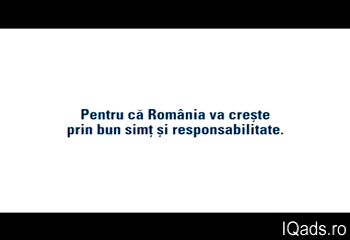 Pentru că România va crește
prin bun simț și responsabilitate.
IQads.ro